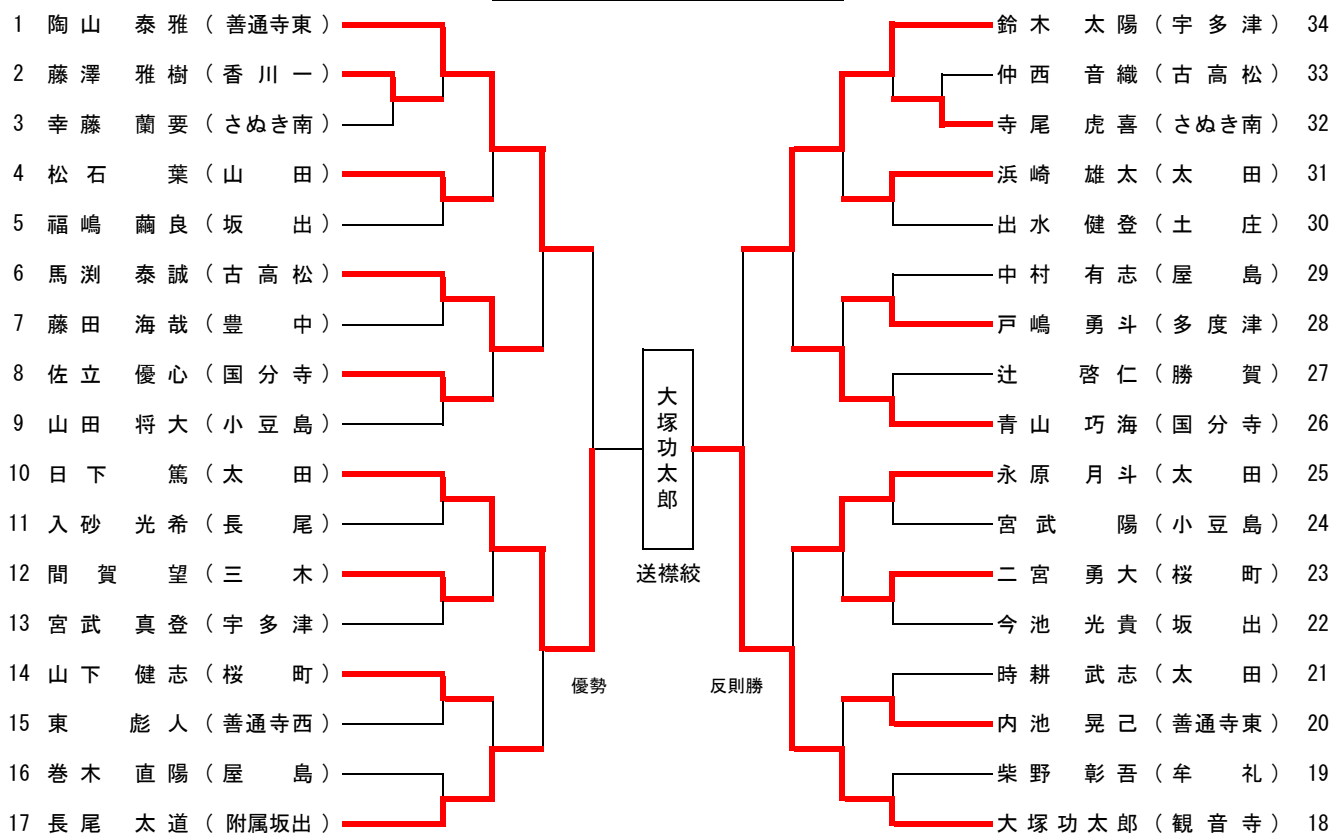 1 陶山 泰雅（善通寺東）
2 藤澤 雅樹（香川一）
3 幸藤 蘭要（さぬき南）
4 松石 葉（山田）
5 福嶋 繭良（坂出）
6 馬渕 泰誠（古高松）
7 藤田 海哉（豊中）
8 佐立 優心（国分寺）
9 山田 将大（小豆島）
10 日下 篤（太田）
11 入砂 光希（長尾）
12 間賀 望（三木）
13 宮武 真登（宇多津）
14 山下 健志（桜町）
15 東 彪人（善通寺西）
16 巻木 直陽（屋島）
17 長尾 太道（附属坂出）
大塚功太郎
送襟絞
優勢
反則勝
鈴木 太陽（宇多津） 34
仲西 音織（古高松） 33
寺尾 虎喜（さぬき南） 32
浜崎 雄太（太田） 31
出水 健登（土庄） 30
中村 有志（屋島） 29
戸嶋 勇斗（多度津） 28
辻 啓仁（勝賀） 27
青山 巧海（国分寺） 26
永原 月斗（太田） 25
宮武 陽（小豆島） 24
二宮 勇大（桜町） 23
今池 光貴（坂出） 22
時耕 武志（太田） 21
内池 晃己（善通寺東） 20
柴野 彰吾（牟礼） 19
大塚功太郎（観音寺） 18